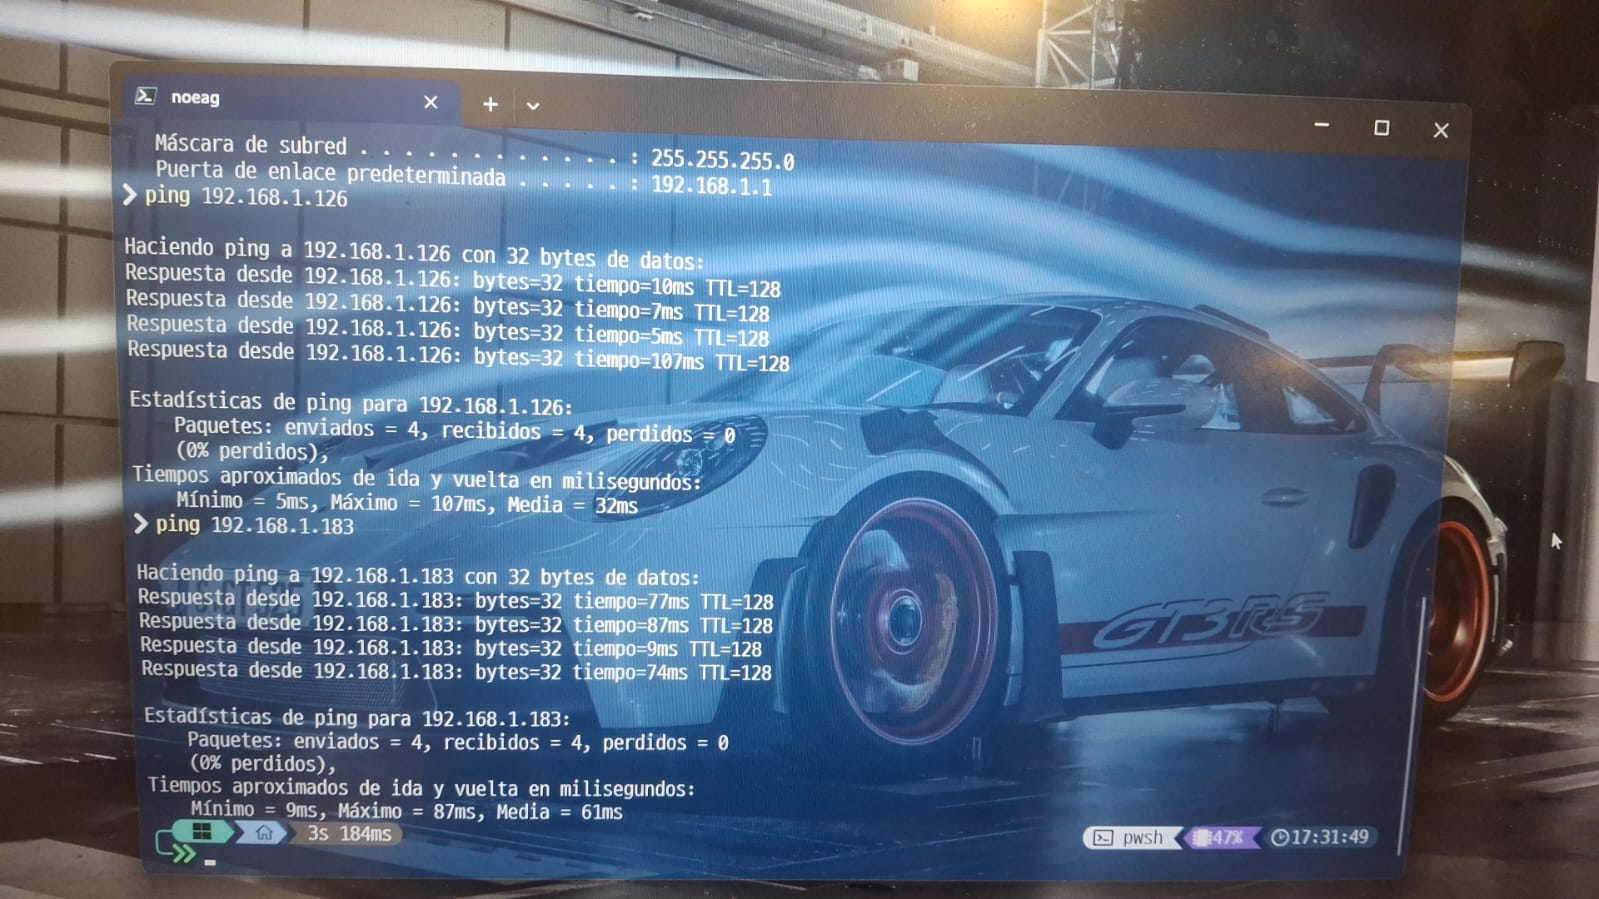 noeag
Máscara de subred . . . . . . . . . . . . : 255.255.255.0
Puerta de enlace predeterminada . . . . . : 192.168.1.1
ping 192.168.1.126
Haciendo ping a 192.168.1.126 con 32 bytes de datos:
Respuesta desde 192.168.1.126: bytes=32 tiempo=10ms TTL=128
Respuesta desde 192.168.1.126: bytes=32 tiempo=7ms TTL=128
Respuesta desde 192.168.1.126: bytes=32 tiempo=5ms TTL=128
Respuesta desde 192.168.1.126: bytes=32 tiempo=107ms TTL=128
Estadísticas de ping para 192.168.1.126:
Paquetes: enviados = 4, recibidos = 4, perdidos = 0
(0% perdidos),
Tiempos aproximados de ida y vuelta en milisegundos:
Mínimo = 5ms, Máximo = 107ms, Media = 32ms
ping 192.168.1.183
Haciendo ping a 192.168.1.183 con 32 bytes de datos:
Respuesta desde 192.168.1.183: bytes=32 tiempo=77ms TTL=128
Respuesta desde 192.168.1.183: bytes=32 tiempo=87ms TTL=128
Respuesta desde 192.168.1.183: bytes=32 tiempo=9ms TTL=128
Respuesta desde 192.168.1.183: bytes=32 tiempo=74ms TTL=128
GT3RS
Estadísticas de ping para 192.168.1.183:
Paquetes: enviados = 4, recibidos = 4, perdidos = 0
(0% perdidos),
Tiempos aproximados de ida y vuelta en milisegundos:
Mínimo = 9ms, Máximo = 87ms, Media = 61ms
3s 184ms
pwsh 47% 17:31:49